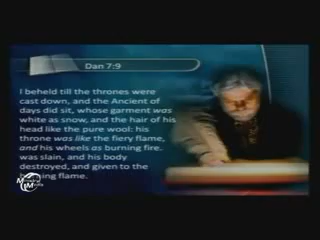 Dan 7:9
I beheld till the thrones were
cast down, and the Ancient of
days did sit, whose garment was
white as snow, and the hair of his
head like the pure wool: his
throne was like the fiery flame,
and his wheels as burning fire.
was slain, and his body
destroyed, and given to the
burning flame.